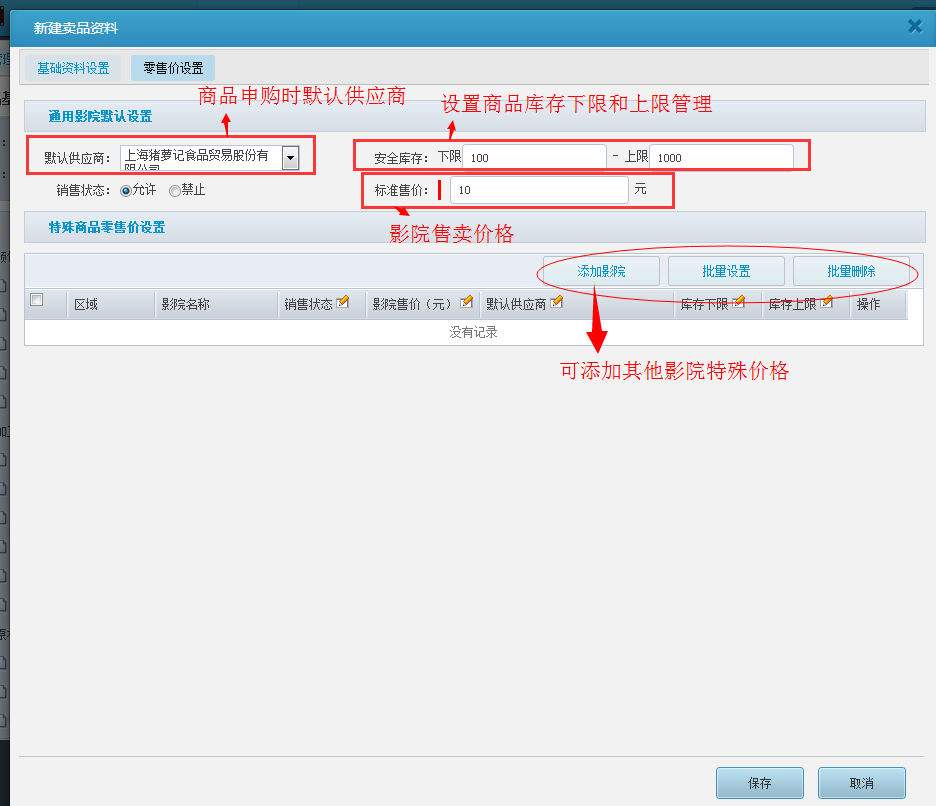 新建卖品资料
基础资料设置 零售价设置
商品申购时默认供应商
设置商品库存下限和上限管理
通用影院默认设置
默认供应商： 上海猪萝记食品贸易股份有限公司
安全库存： 下限 100 - 上限 1000
销售状态： 允许 禁止
标准售价： 10 元
特殊商品零售价设置
影院售卖价格
添加影院 批量设置 批量删除
区域 影院名称 销售状态 影院售价（元） 默认供应商 库存下限 库存上限 操作
没有记录
可添加其他影院特殊价格
保存 取消